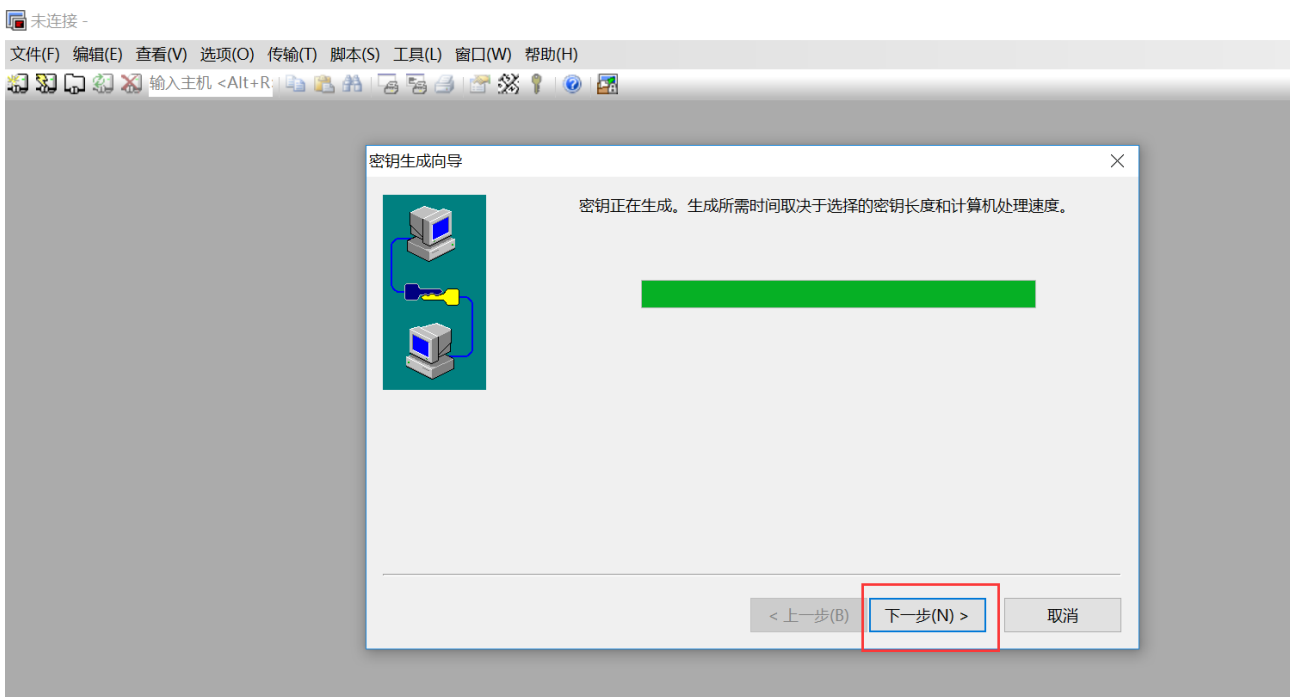 未连接 -
文件(F) 编辑(E) 查看(V) 选项(O) 传输(T) 脚本(S) 工具(L) 窗口(W) 帮助(H)
输入主机 <Alt+R
密钥生成向导
密钥正在生成。生成所需时间取决于选择的密钥长度和计算机处理速度。
< 上一步(B) 下一步(N) > 取消